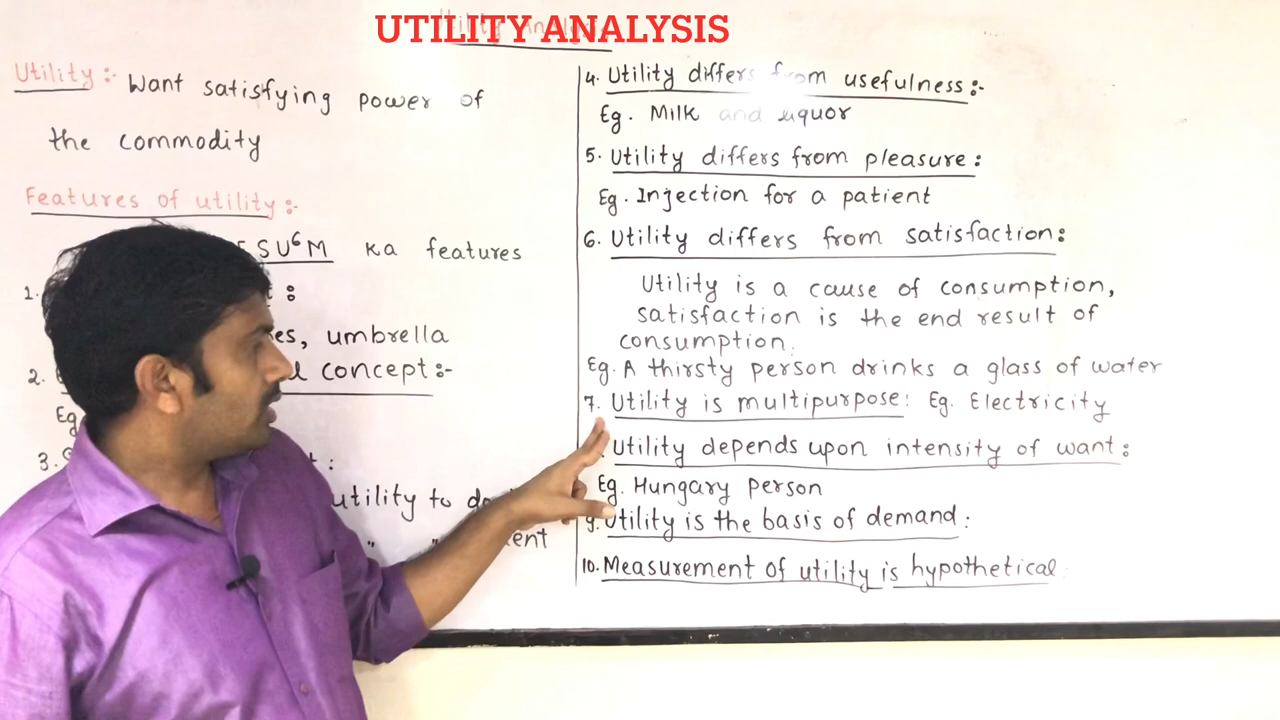 UTILITY ANALYSIS
Utility :-
Want satisfying power of
the commodity
Features of utility :-
SU⁶M ka features
1.
:
umbrella
2. concept :-
Eg
3. :
utility to
" "
4. Utility differs from usefulness :-
Eg. Milk and liquor
5. Utility differs from pleasure :
Eg. Injection for a patient
6. Utility differs from satisfaction :
Utility is a cause of consumption,
satisfaction is the end result of
consumption.
Eg. A thirsty person drinks a glass of water
7. Utility is multipurpose : Eg. Electricity
Utility depends upon intensity of want :
Eg. Hungary person
9. Utility is the basis of demand :
10. Measurement of utility is hypothetical :